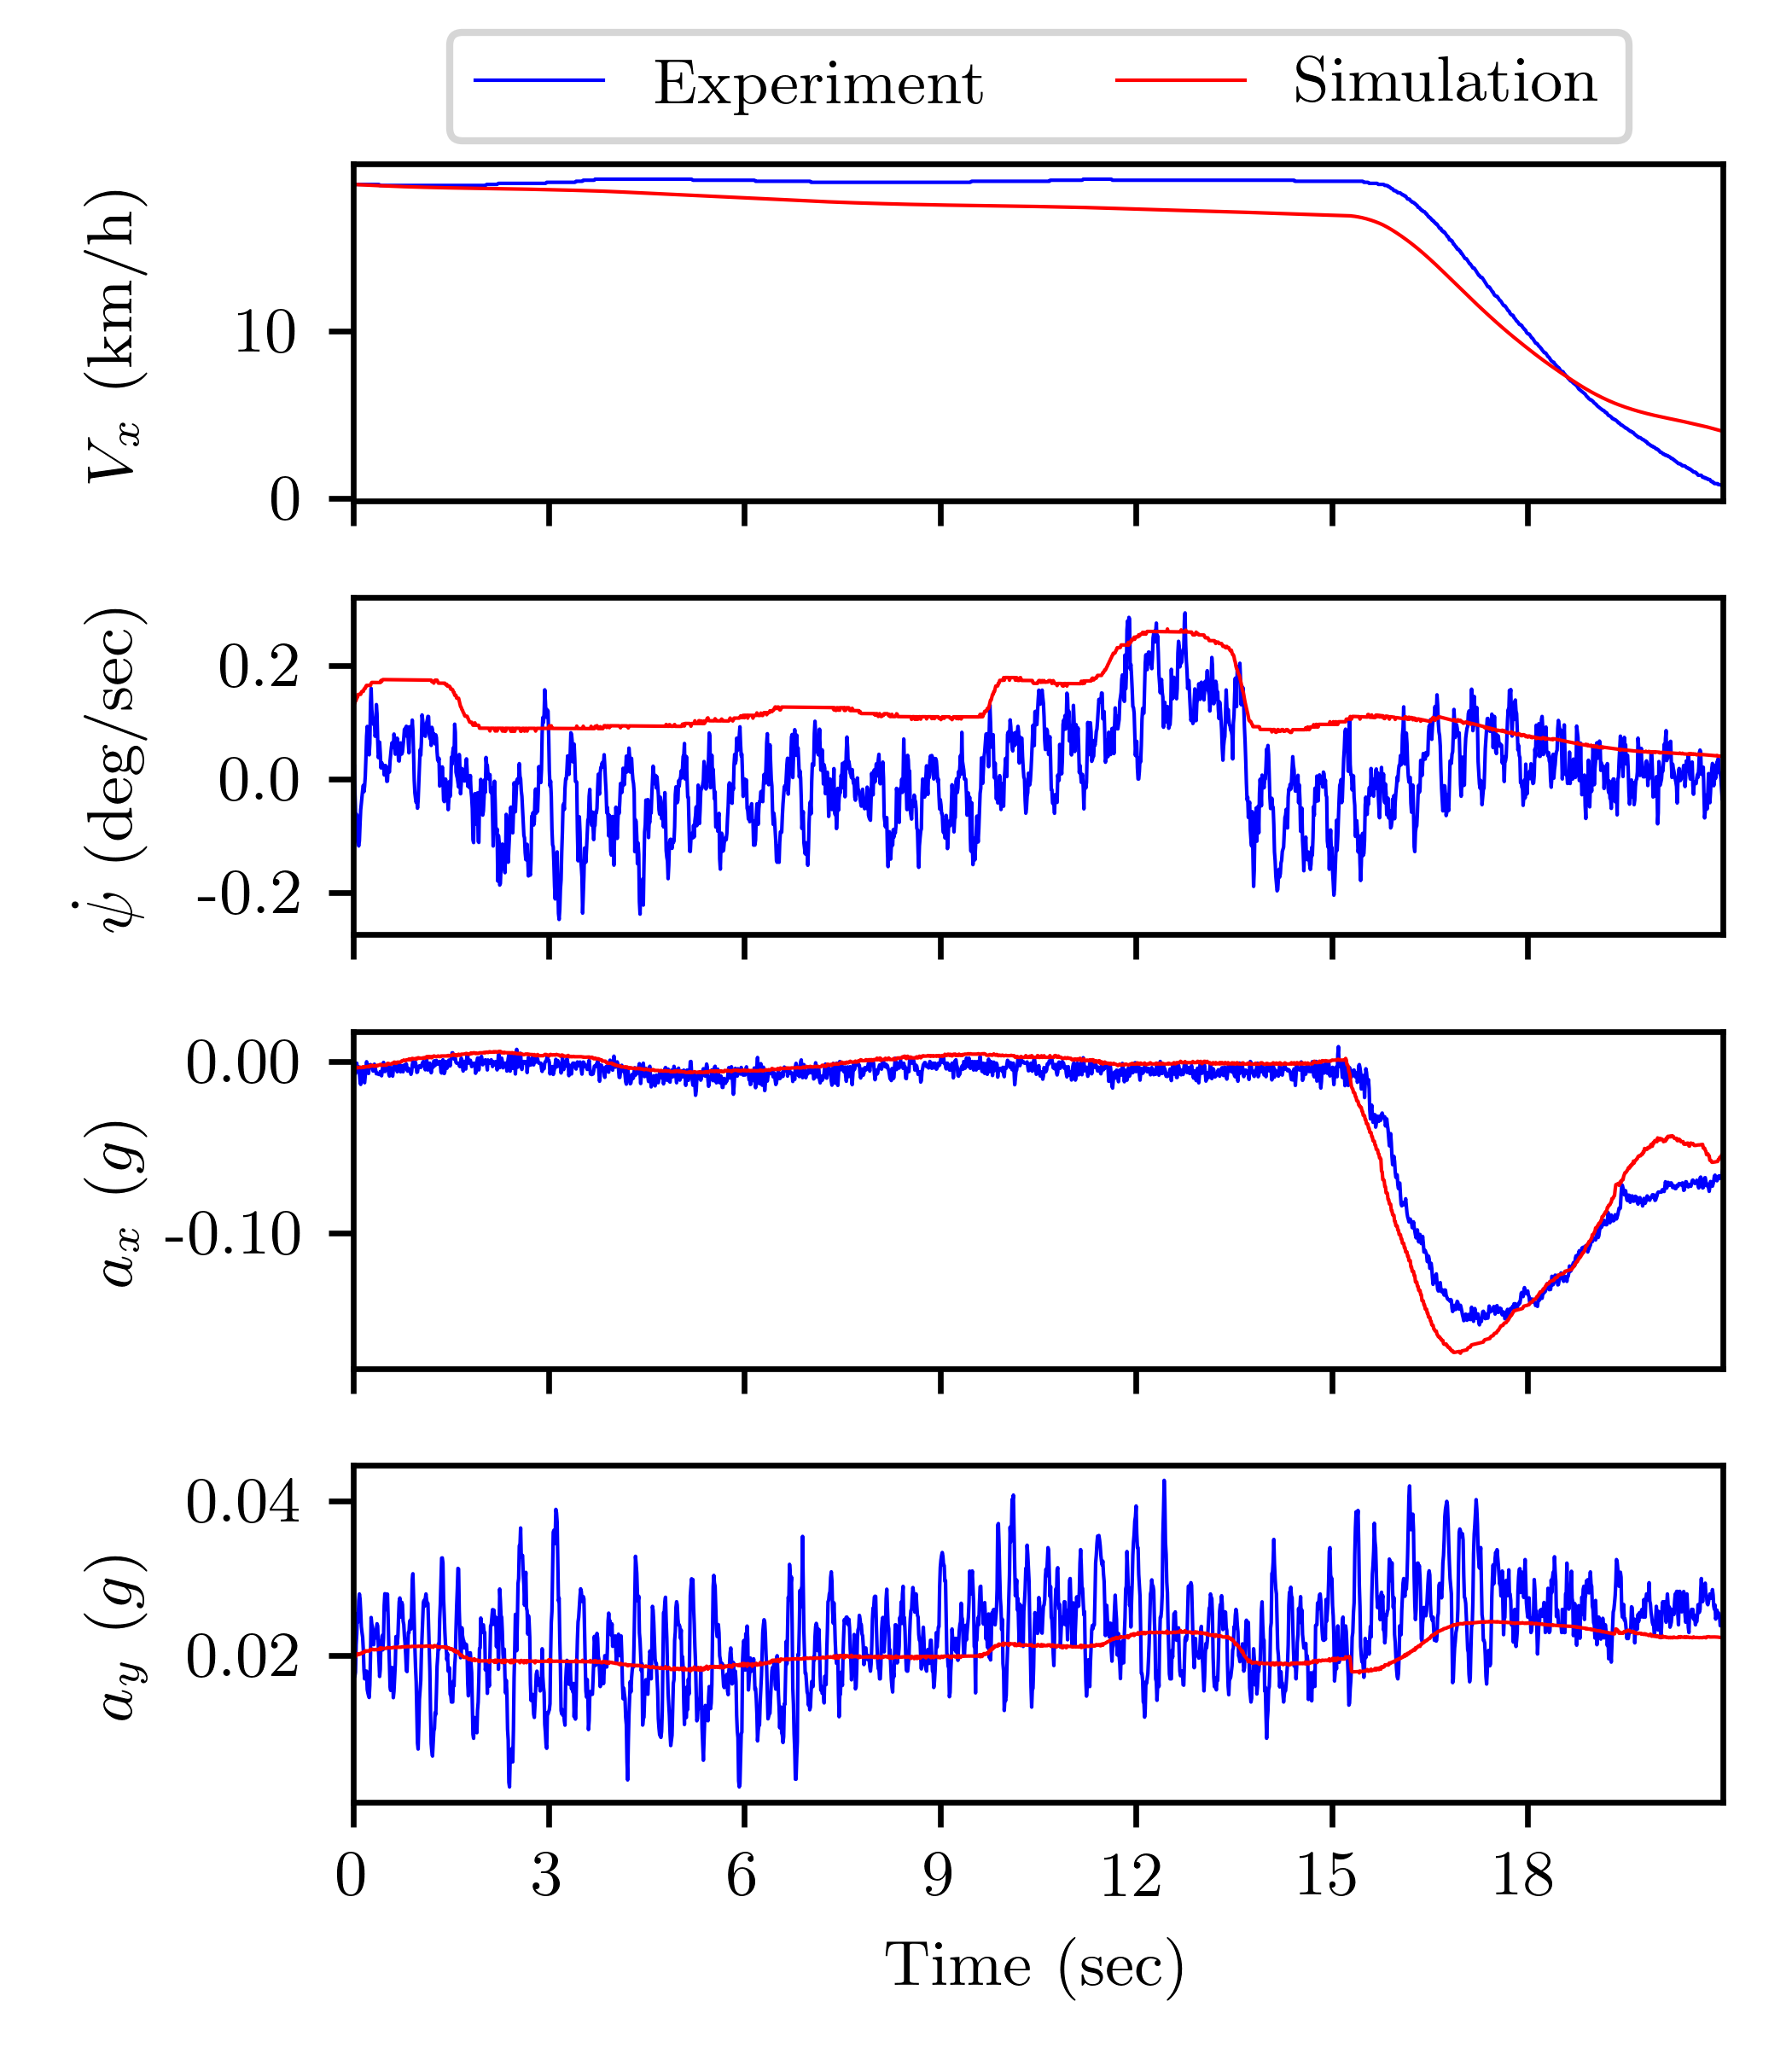 Experiment Simulation
V_x (km/h)
10
0
ψ̇ (deg/sec)
0.2
0.0
-0.2
a_x (g)
0.00
-0.10
a_y (g)
0.04
0.02
0 3 6 9 12 15 18
Time (sec)